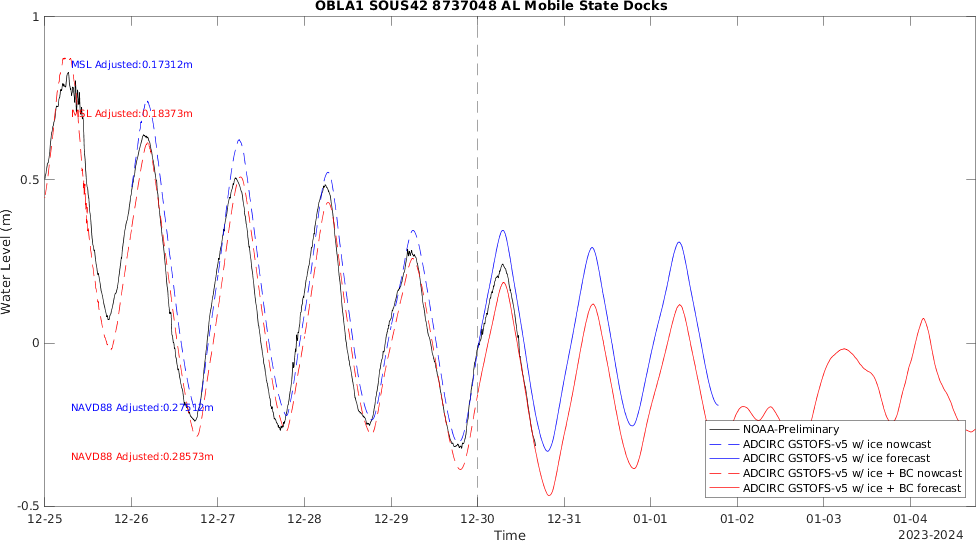 OBLA1 SOUS42 8737048 AL Mobile State Docks
1
MSL Adjusted:0.17312m
MSL Adjusted:0.18373m
0.5
Water Level (m)
0
NAVD88 Adjusted:0.27512m
NAVD88 Adjusted:0.28573m
NOAA-Preliminary
ADCIRC GSTOFS-v5 w/ ice nowcast
ADCIRC GSTOFS-v5 w/ ice forecast
ADCIRC GSTOFS-v5 w/ ice + BC nowcast
ADCIRC GSTOFS-v5 w/ ice + BC forecast
-0.5
12-25 12-26 12-27 12-28 12-29 12-30 12-31 01-01 01-02 01-03 01-04
Time
2023-2024